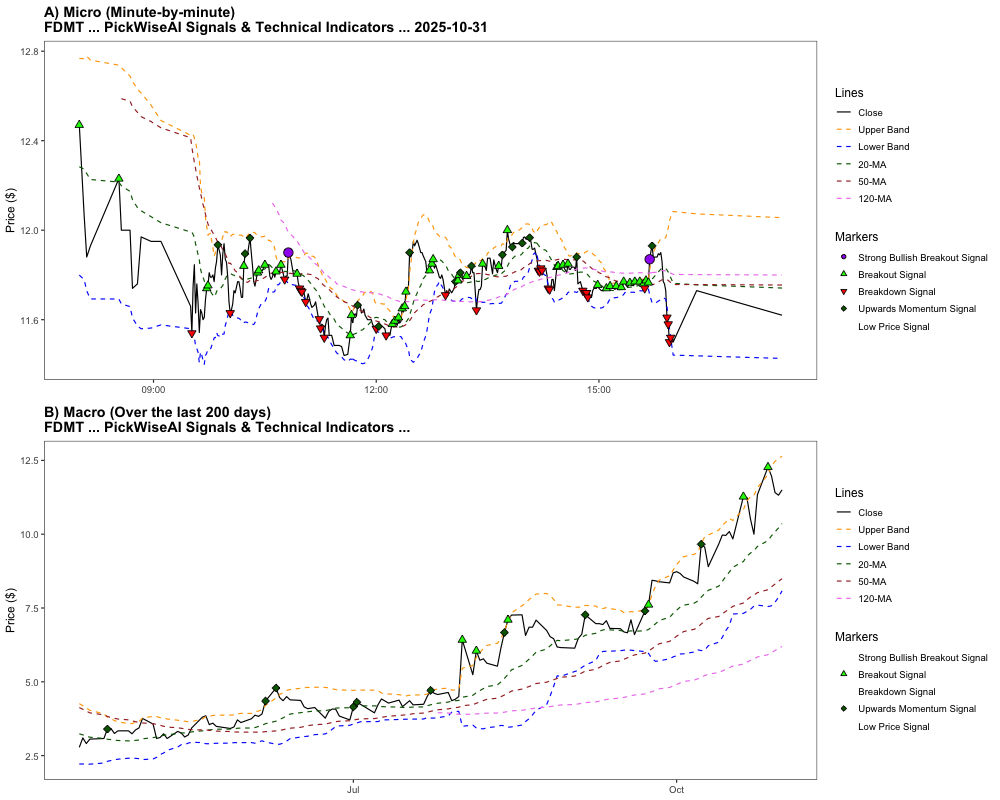 A) Micro (Minute-by-minute)
FDMT ... PickWiseAI Signals & Technical Indicators ... 2025-10-31
Price ($)
12.8
12.4
12.0
11.6
09:00
12:00
15:00
Lines
Close
Upper Band
Lower Band
20-MA
50-MA
120-MA
Markers
Strong Bullish Breakout Signal
Breakout Signal
Breakdown Signal
Upwards Momentum Signal
Low Price Signal
B) Macro (Over the last 200 days)
FDMT ... PickWiseAI Signals & Technical Indicators ...
Price ($)
12.5
10.0
7.5
5.0
2.5
Jul
Oct
Lines
Close
Upper Band
Lower Band
20-MA
50-MA
120-MA
Markers
Strong Bullish Breakout Signal
Breakout Signal
Breakdown Signal
Upwards Momentum Signal
Low Price Signal